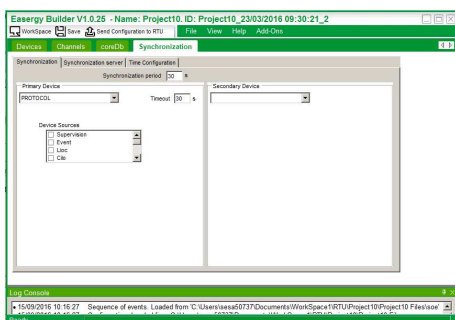 Easergy Builder V1.0.25 - Name: Project10. ID: Project10_23/03/2016 09:30:21_2
WorkSpace Save Send Configuration to RTU File View Help Add-Ons
Devices Channels coreDb Synchronization
Synchronization Synchronization server Time Configuration
Synchronization period 30 s
Primary Device Secondary Device
PROTOCOL Timeout 30 s
Device Sources
Supervision
Event
Lioc
Clic
Log Console
15/09/2016 10:16:27 Sequence of events. Loaded from 'C:\Users\sesa50737\Documents\WorkSpace1\RTU\Project10\Project10 Files\soe'